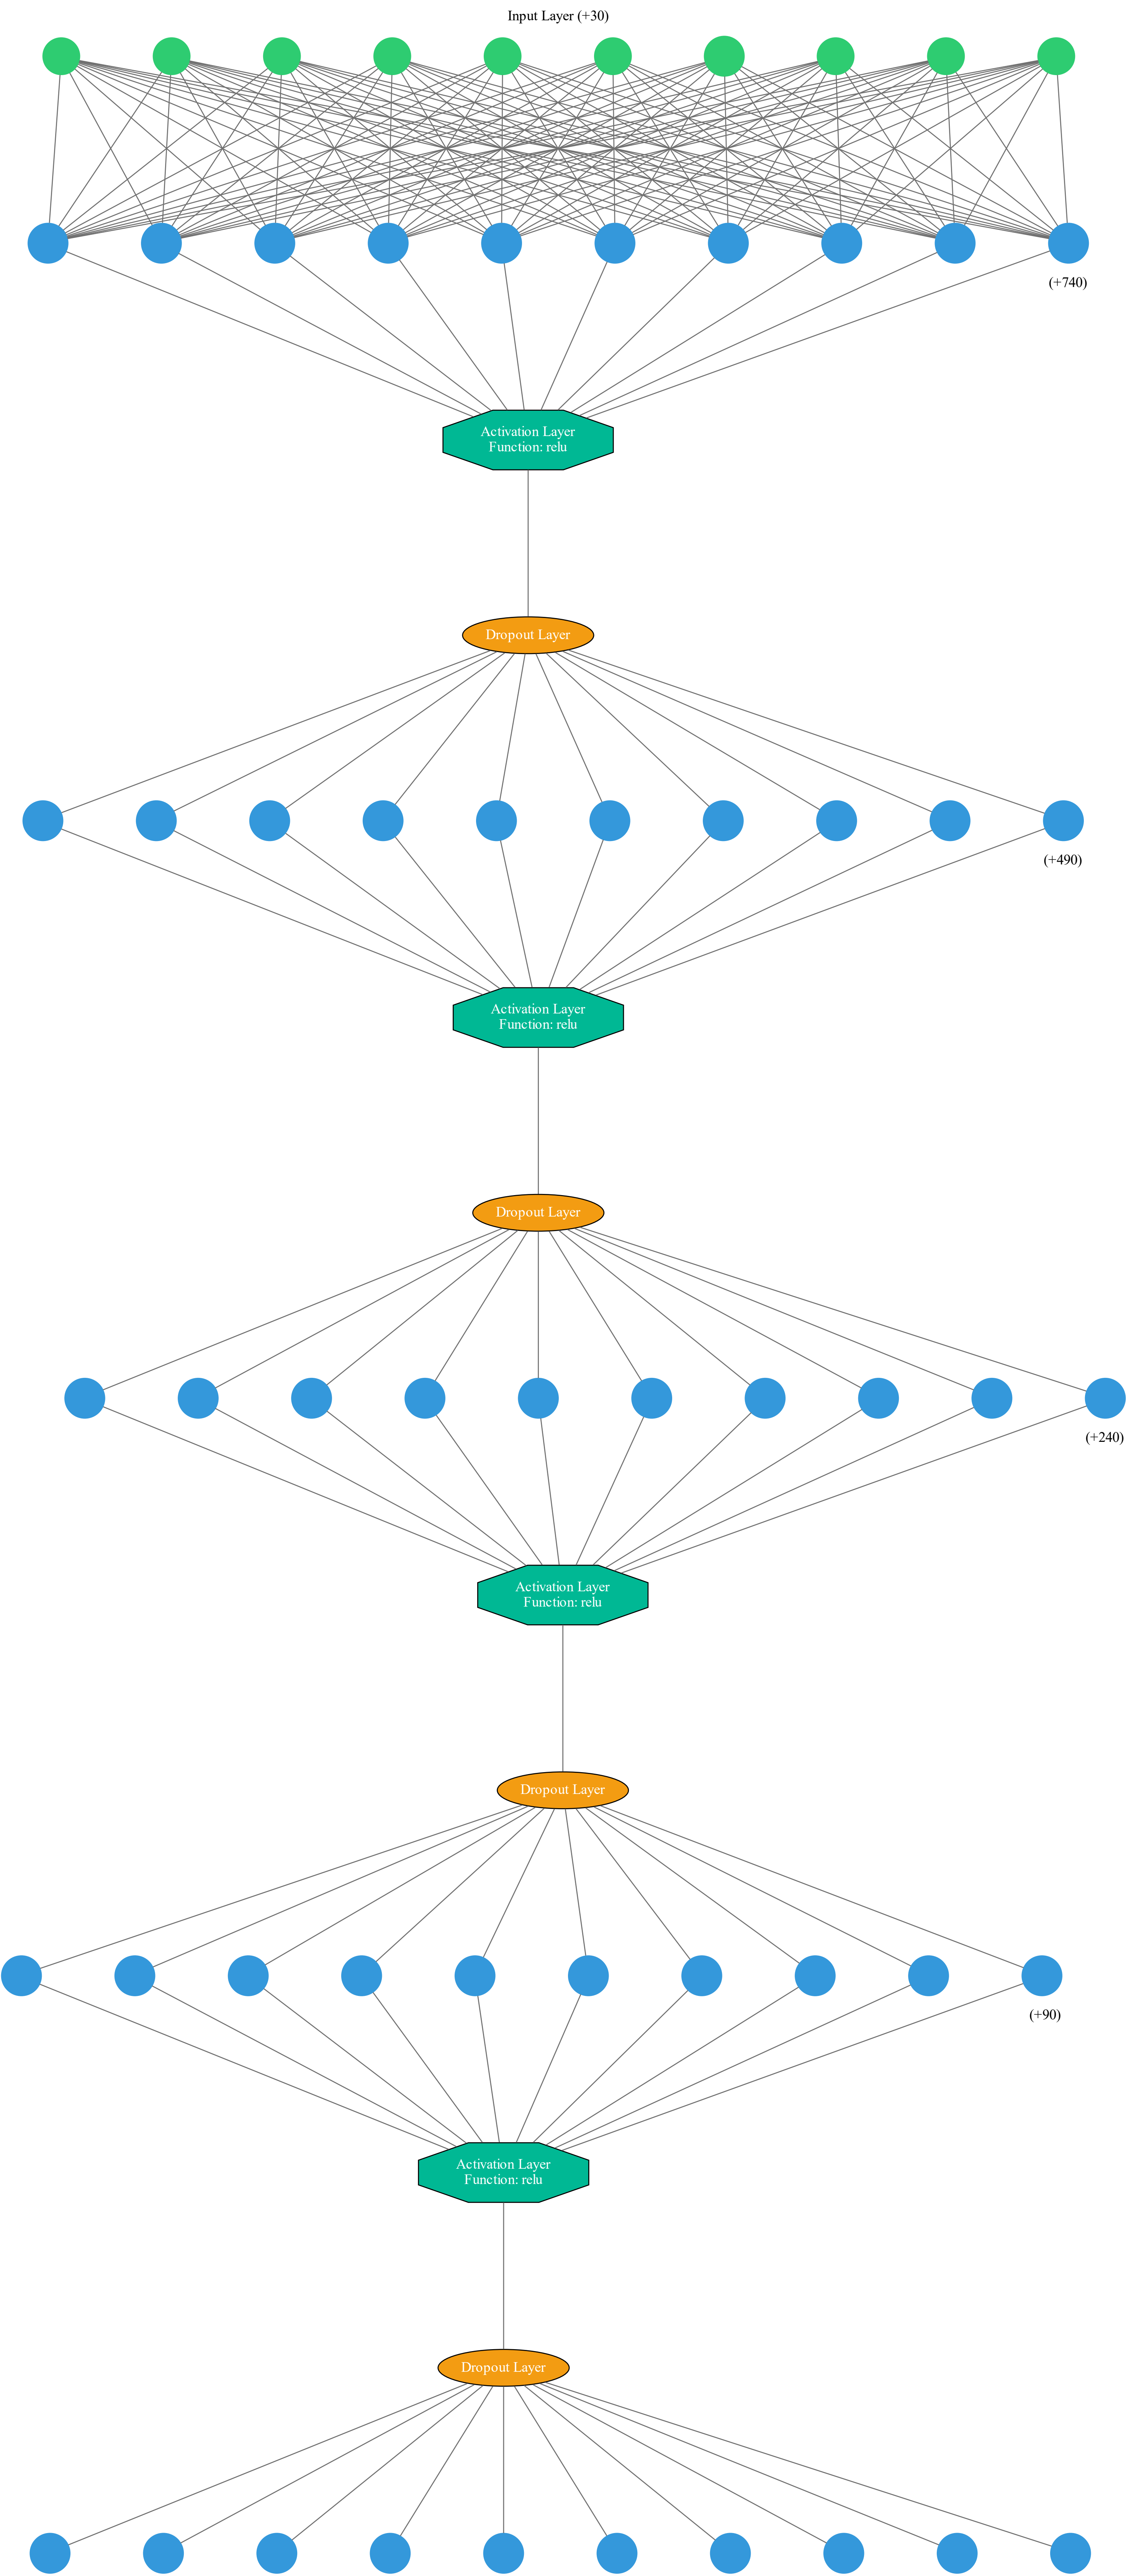 Input Layer (+30)
(+740)
Activation Layer
Function: relu
Dropout Layer
(+490)
Activation Layer
Function: relu
Dropout Layer
(+240)
Activation Layer
Function: relu
Dropout Layer
(+90)
Activation Layer
Function: relu
Dropout Layer